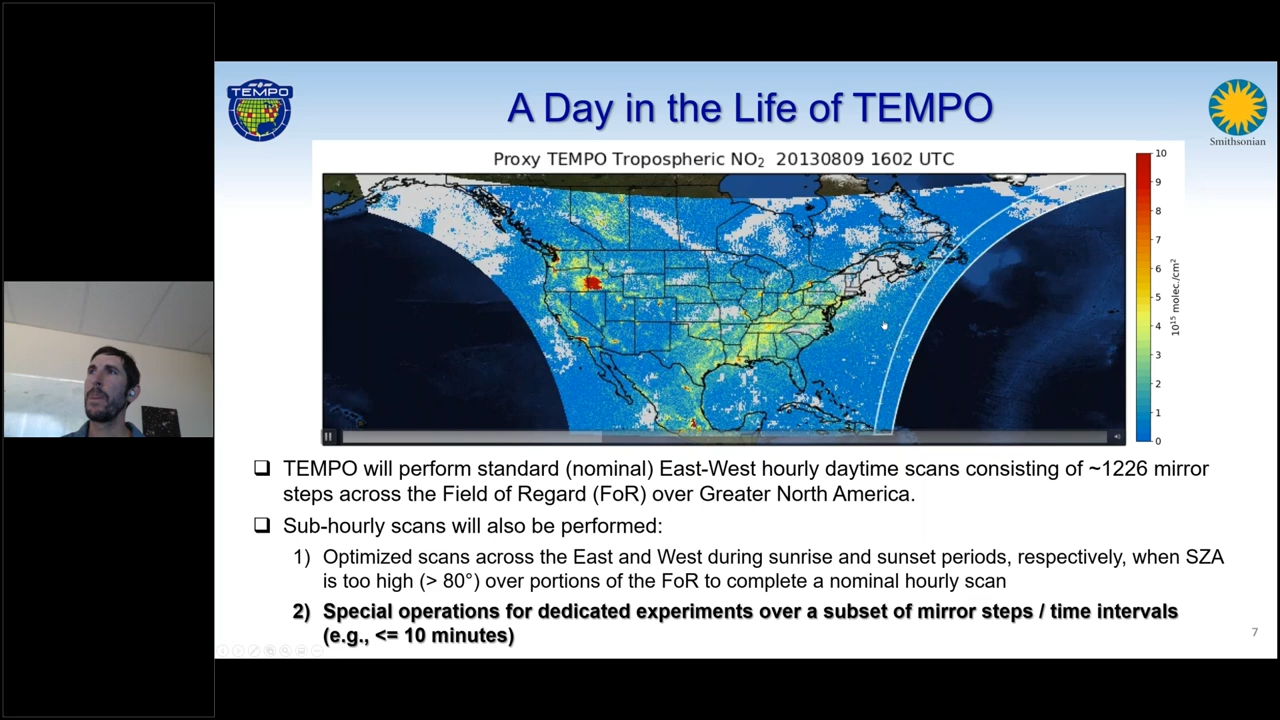 TEMPO
A Day in the Life of TEMPO
Smithsonian
Proxy TEMPO Tropospheric NO₂ 20130809 1602 UTC
10
9
8
7
6
5
4
3
2
1
0
10¹⁵ molec./cm²
❑ TEMPO will perform standard (nominal) East-West hourly daytime scans consisting of ~1226 mirror
steps across the Field of Regard (FoR) over Greater North America.
❑ Sub-hourly scans will also be performed:
1) Optimized scans across the East and West during sunrise and sunset periods, respectively, when SZA
is too high (> 80°) over portions of the FoR to complete a nominal hourly scan
2) Special operations for dedicated experiments over a subset of mirror steps / time intervals
(e.g., <= 10 minutes)
7